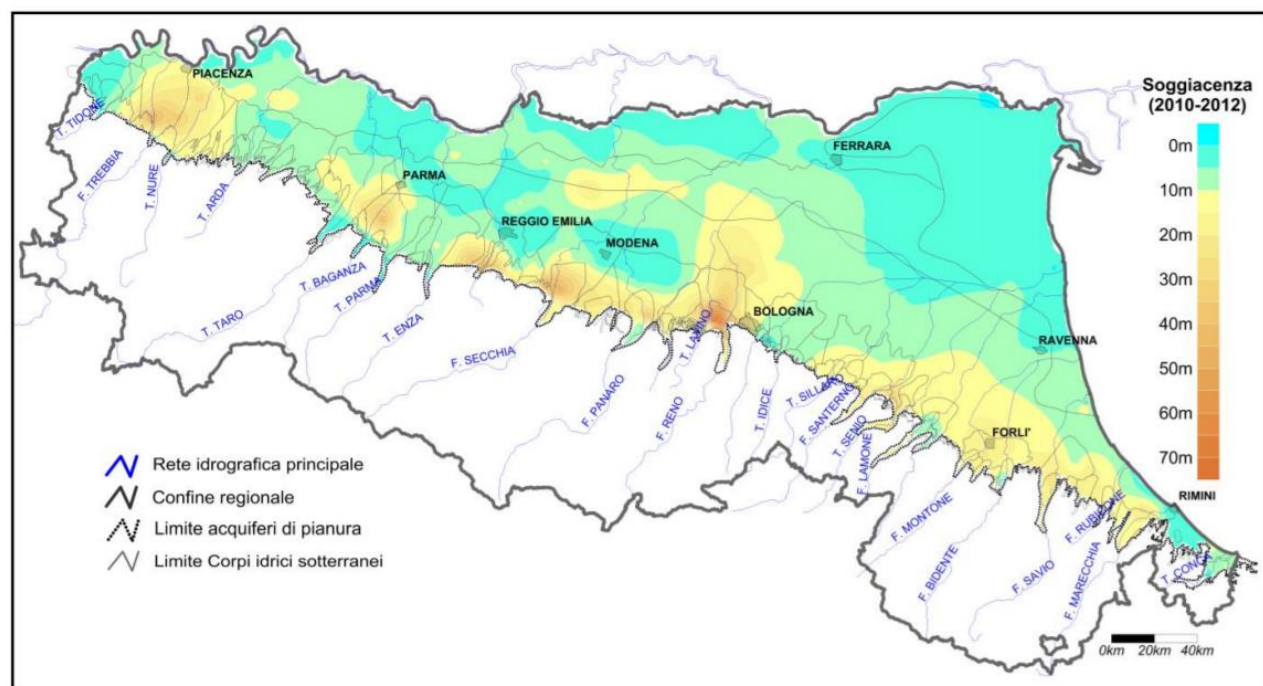 Soggiacenza
(2010-2012)
0m
10m
20m
30m
40m
50m
60m
70m
PIACENZA
PARMA
REGGIO EMILIA
MODENA
FERRARA
BOLOGNA
RAVENNA
FORLI'
RIMINI
T. TIDONE
F. TREBBIA
T. NURE
T. ARDA
T. TARO
T. BAGANZA
T. PARMA
T. ENZA
F. SECCHIA
F. PANARO
F. RENO
T. LAVINO
T. IDICE
T. SILLARO
F. SANTERNO
T. SENIO
F. LAMONE
F. MONTONE
F. BIDENTE
F. SAVIO
F. RUBICONE
F. MARECCHIA
T. CONCA
Rete idrografica principale
Confine regionale
Limite acquiferi di pianura
Limite Corpi idrici sotterranei
0km 20km 40km